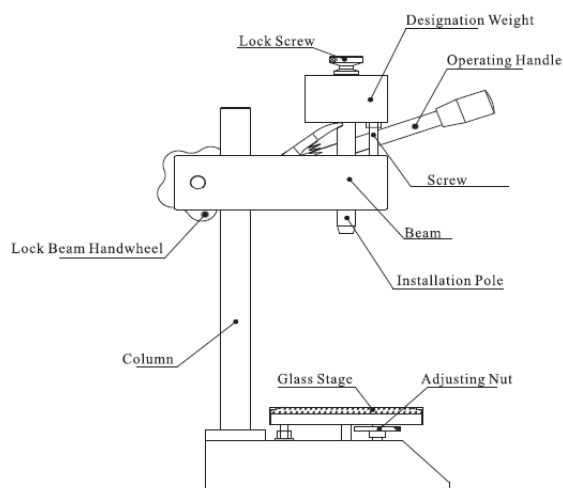 Designation Weight
Lock Screw
Operating Handle
Screw
Beam
Lock Beam Handwheel
Installation Pole
Column
Glass Stage
Adjusting Nut